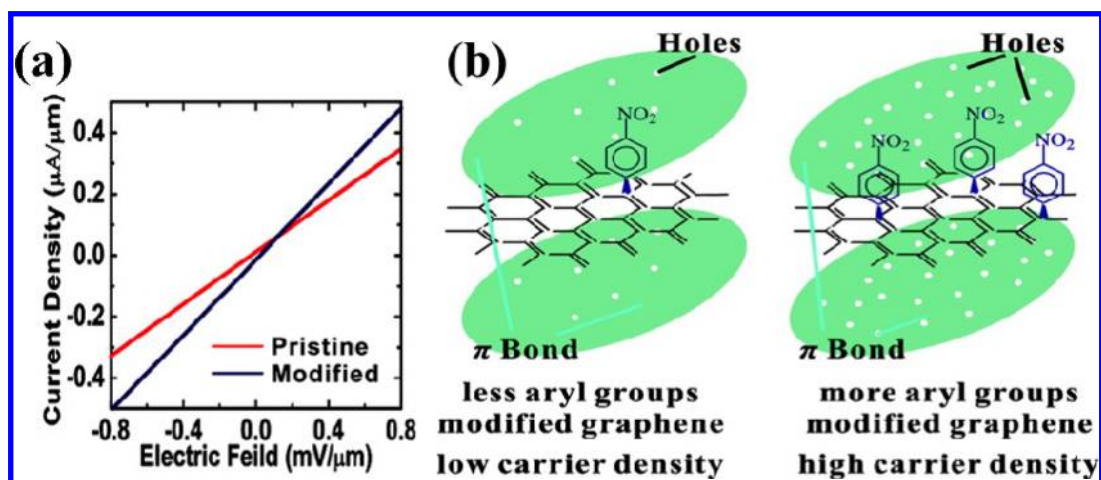 (a)
Current Density (μA/μm)
0.4
0.2
0.0
-0.2
-0.4
Pristine
Modified
-0.8
-0.4
0.0
0.4
0.8
Electric Feild (mV/μm)
(b)
Holes
NO2
π Bond
less aryl groups
modified graphene
low carrier density
Holes
NO2
NO2
NO2
π Bond
more aryl groups
modified graphene
high carrier density